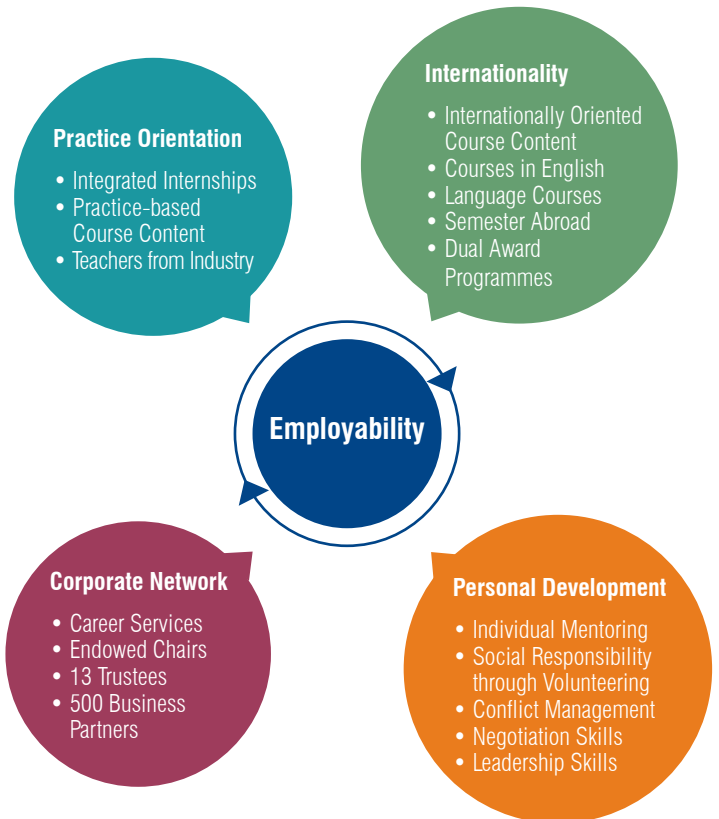 Practice Orientation
• Integrated Internships
• Practice-based
Course Content
• Teachers from Industry
Internationality
• Internationally Oriented
Course Content
• Courses in English
• Language Courses
• Semester Abroad
• Dual Award
Programmes
Employability
Corporate Network
• Career Services
• Endowed Chairs
• 13 Trustees
• 500 Business
Partners
Personal Development
• Individual Mentoring
• Social Responsibility
through Volunteering
• Conflict Management
• Negotiation Skills
• Leadership Skills